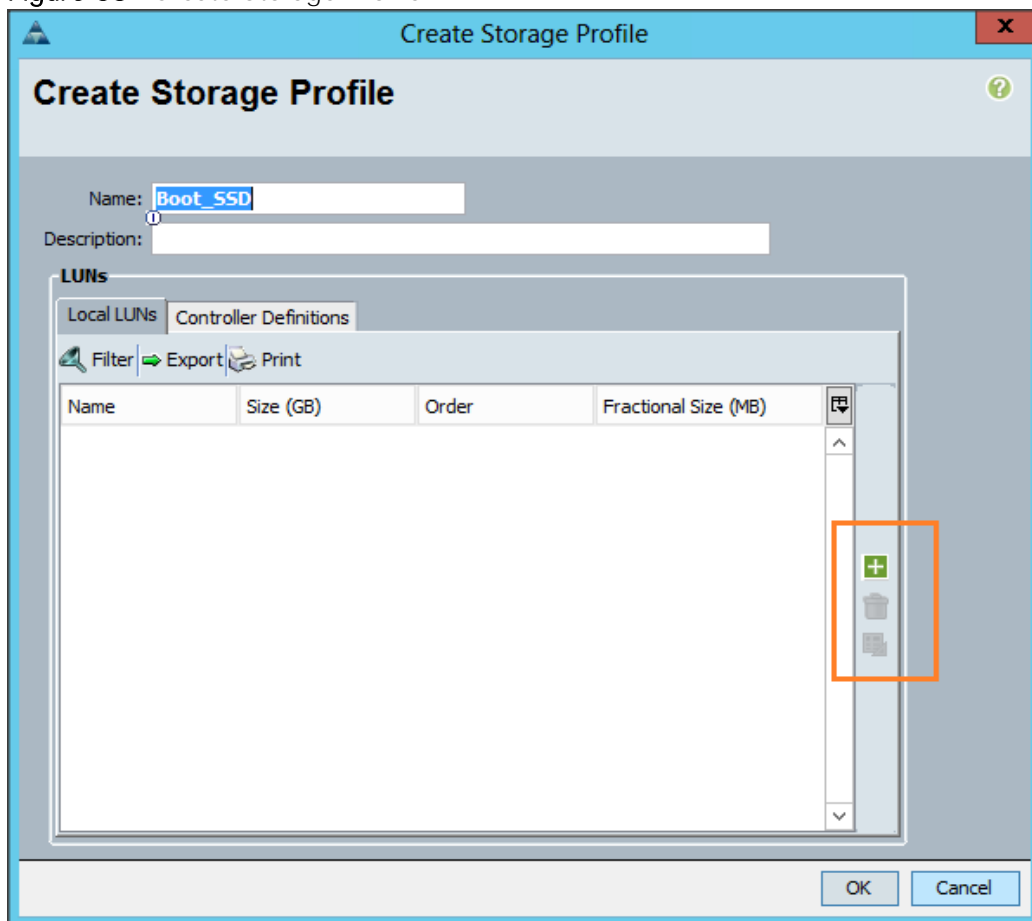 Create Storage Profile
Create Storage Profile
Name: Boot_SSD
Description:
LUNs
Local LUNs Controller Definitions
Filter Export Print
Name Size (GB) Order Fractional Size (MB)
OK Cancel